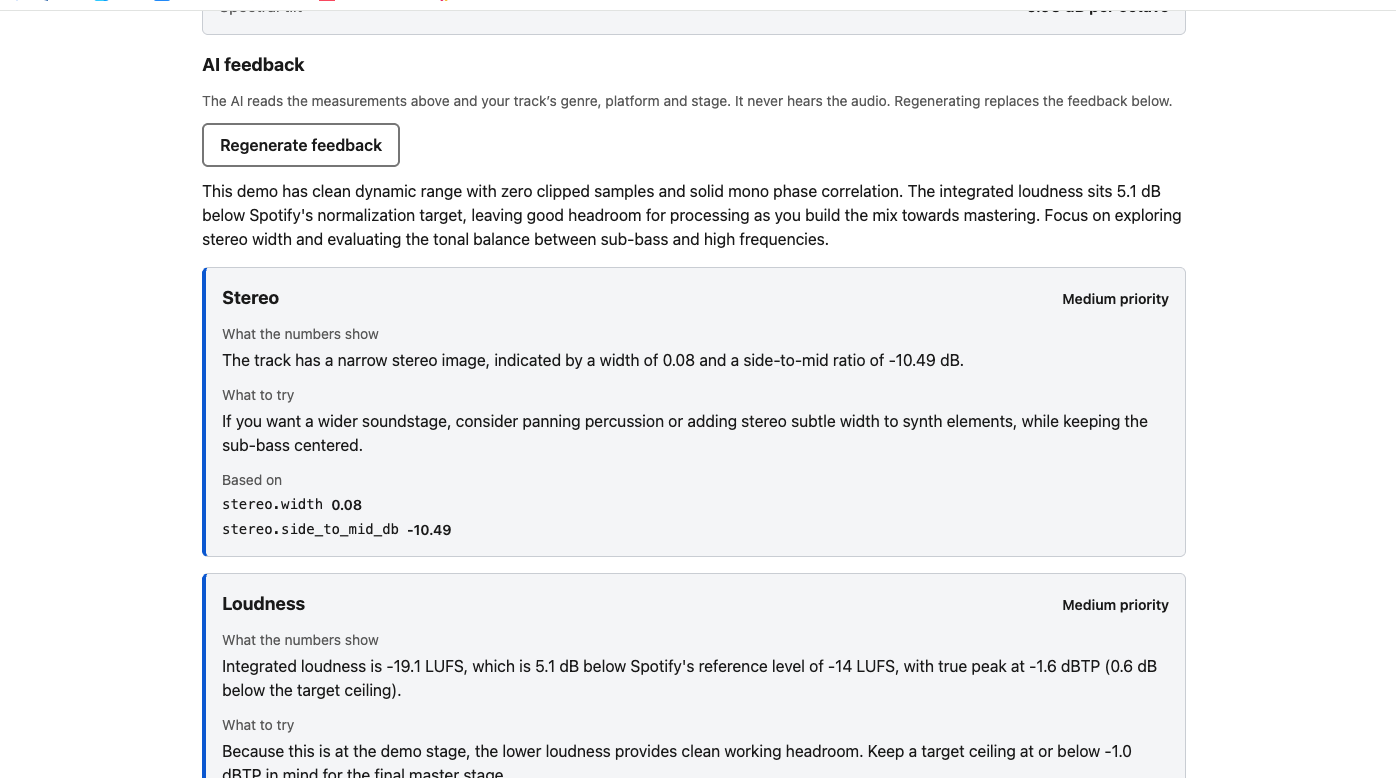 AI feedback
The AI reads the measurements above and your track's genre, platform and stage. It never hears the audio. Regenerating replaces the feedback below.
Regenerate feedback
This demo has clean dynamic range with zero clipped samples and solid mono phase correlation. The integrated loudness sits 5.1 dB
below Spotify's normalization target, leaving good headroom for processing as you build the mix towards mastering. Focus on exploring
stereo width and evaluating the tonal balance between sub-bass and high frequencies.
Stereo
Medium priority
What the numbers show
The track has a narrow stereo image, indicated by a width of 0.08 and a side-to-mid ratio of -10.49 dB.
What to try
If you want a wider soundstage, consider panning percussion or adding stereo subtle width to synth elements, while keeping the
sub-bass centered.
Based on
stereo.width 0.08
stereo.side_to_mid_db -10.49
Loudness
Medium priority
What the numbers show
Integrated loudness is -19.1 LUFS, which is 5.1 dB below Spotify's reference level of -14 LUFS, with true peak at -1.6 dBTP (0.6 dB
below the target ceiling).
What to try
Because this is at the demo stage, the lower loudness provides clean working headroom. Keep a target ceiling at or below -1.0
dBTP in mind for the final master stage.